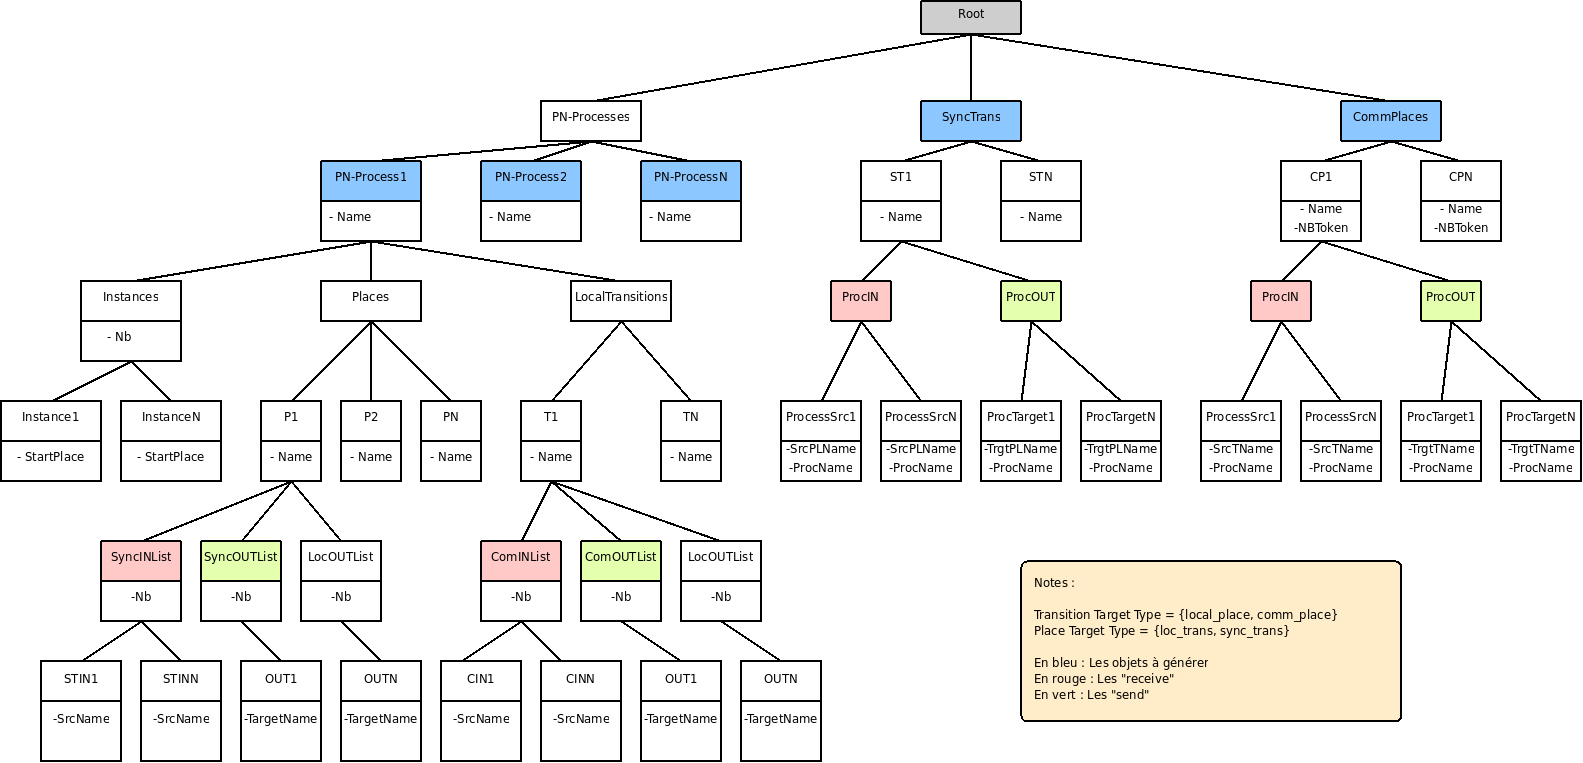 Root
PN-Processes
SyncTrans
CommPlaces
PN-Process1
- Name
PN-Process2
- Name
PN-ProcessN
- Name
ST1
- Name
STN
- Name
CP1
- Name
-NBToken
CPN
- Name
-NBToken
Instances
- Nb
Places
LocalTransitions
ProcIN
ProcOUT
ProcIN
ProcOUT
Instance1
- StartPlace
InstanceN
- StartPlace
P1
- Name
P2
- Name
PN
- Name
T1
- Name
TN
- Name
ProcessSrc1
-SrcPLName
-ProcName
ProcessSrcN
-SrcPLName
-ProcName
ProcTarget1
-TrgtPLName
-ProcName
ProcTargetN
-TrgtPLName
-ProcName
ProcessSrc1
-SrcTName
-ProcName
ProcessSrcN
-SrcTName
-ProcName
ProcTarget1
-TrgtTName
-ProcName
ProcTargetN
-TrgtTName
-ProcName
SyncINList
-Nb
SyncOUTList
-Nb
LocOUTList
-Nb
ComINList
-Nb
ComOUTList
-Nb
LocOUTList
-Nb
STIN1
-SrcName
STINN
-SrcName
OUT1
-TargetName
OUTN
-TargetName
CIN1
-SrcName
CINN
-SrcName
OUT1
-TargetName
OUTN
-TargetName
Notes :
Transition Target Type = {local_place, comm_place}
Place Target Type = {loc_trans, sync_trans}
En bleu : Les objets à générer
En rouge : Les "receive"
En vert : Les "send"